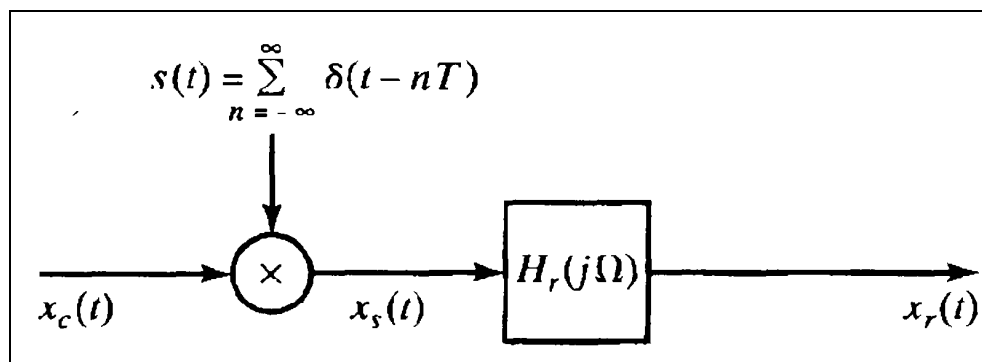 s(t) = ∑ δ(t − nT)
∞
n = - ∞
×
H_r(jΩ)
x_c(t)
x_s(t)
x_r(t)